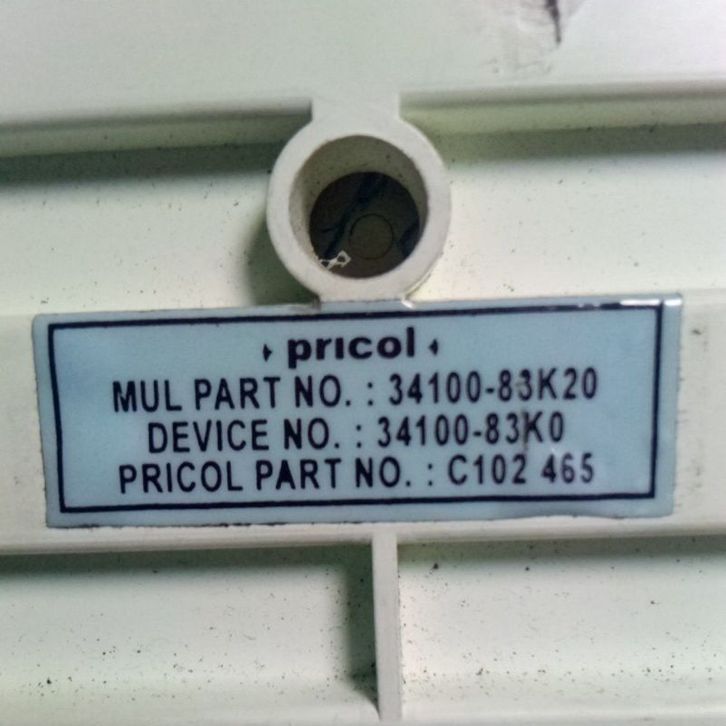 pricol
MUL PART NO. : 34100-83K20
DEVICE NO. : 34100-83K0
PRICOL PART NO. : C102 465